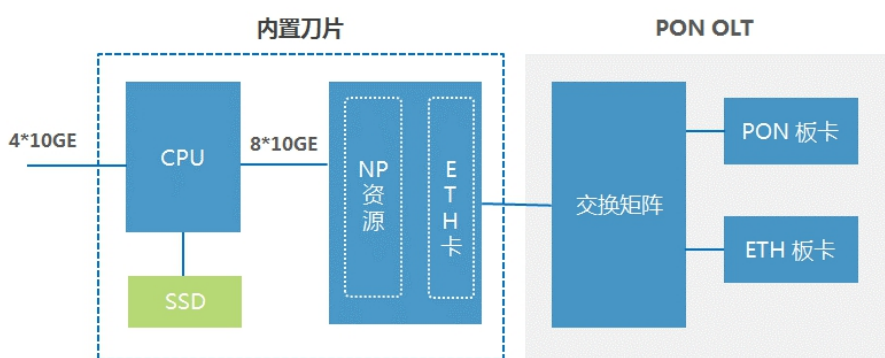 内置刀片
PON OLT
4*10GE
CPU
8*10GE
NP
资
源
E
T
H
卡
交换矩阵
PON 板卡
ETH 板卡
SSD